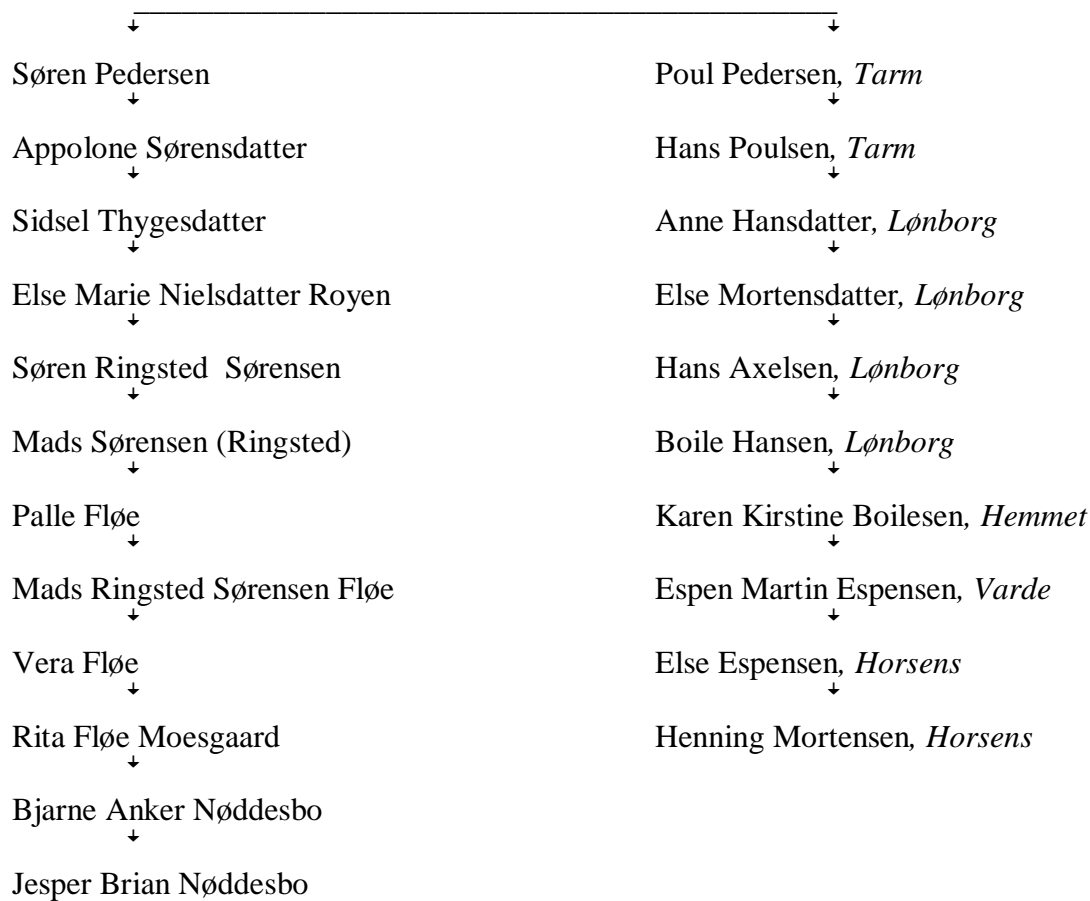 Søren Pedersen Poul Pedersen, Tarm
Appolone Sørensdatter Hans Poulsen, Tarm
Sidsel Thygesdatter Anne Hansdatter, Lønborg
Else Marie Nielsdatter Royen Else Mortensdatter, Lønborg
Søren Ringsted  Sørensen Hans Axelsen, Lønborg
Mads Sørensen (Ringsted) Boile Hansen, Lønborg
Palle Fløe Karen Kirstine Boilesen, Hemmet
Mads Ringsted Sørensen Fløe Espen Martin Espensen, Varde
Vera Fløe Else Espensen, Horsens
Rita Fløe Moesgaard Henning Mortensen, Horsens
Bjarne Anker Nøddesbo
Jesper Brian Nøddesbo